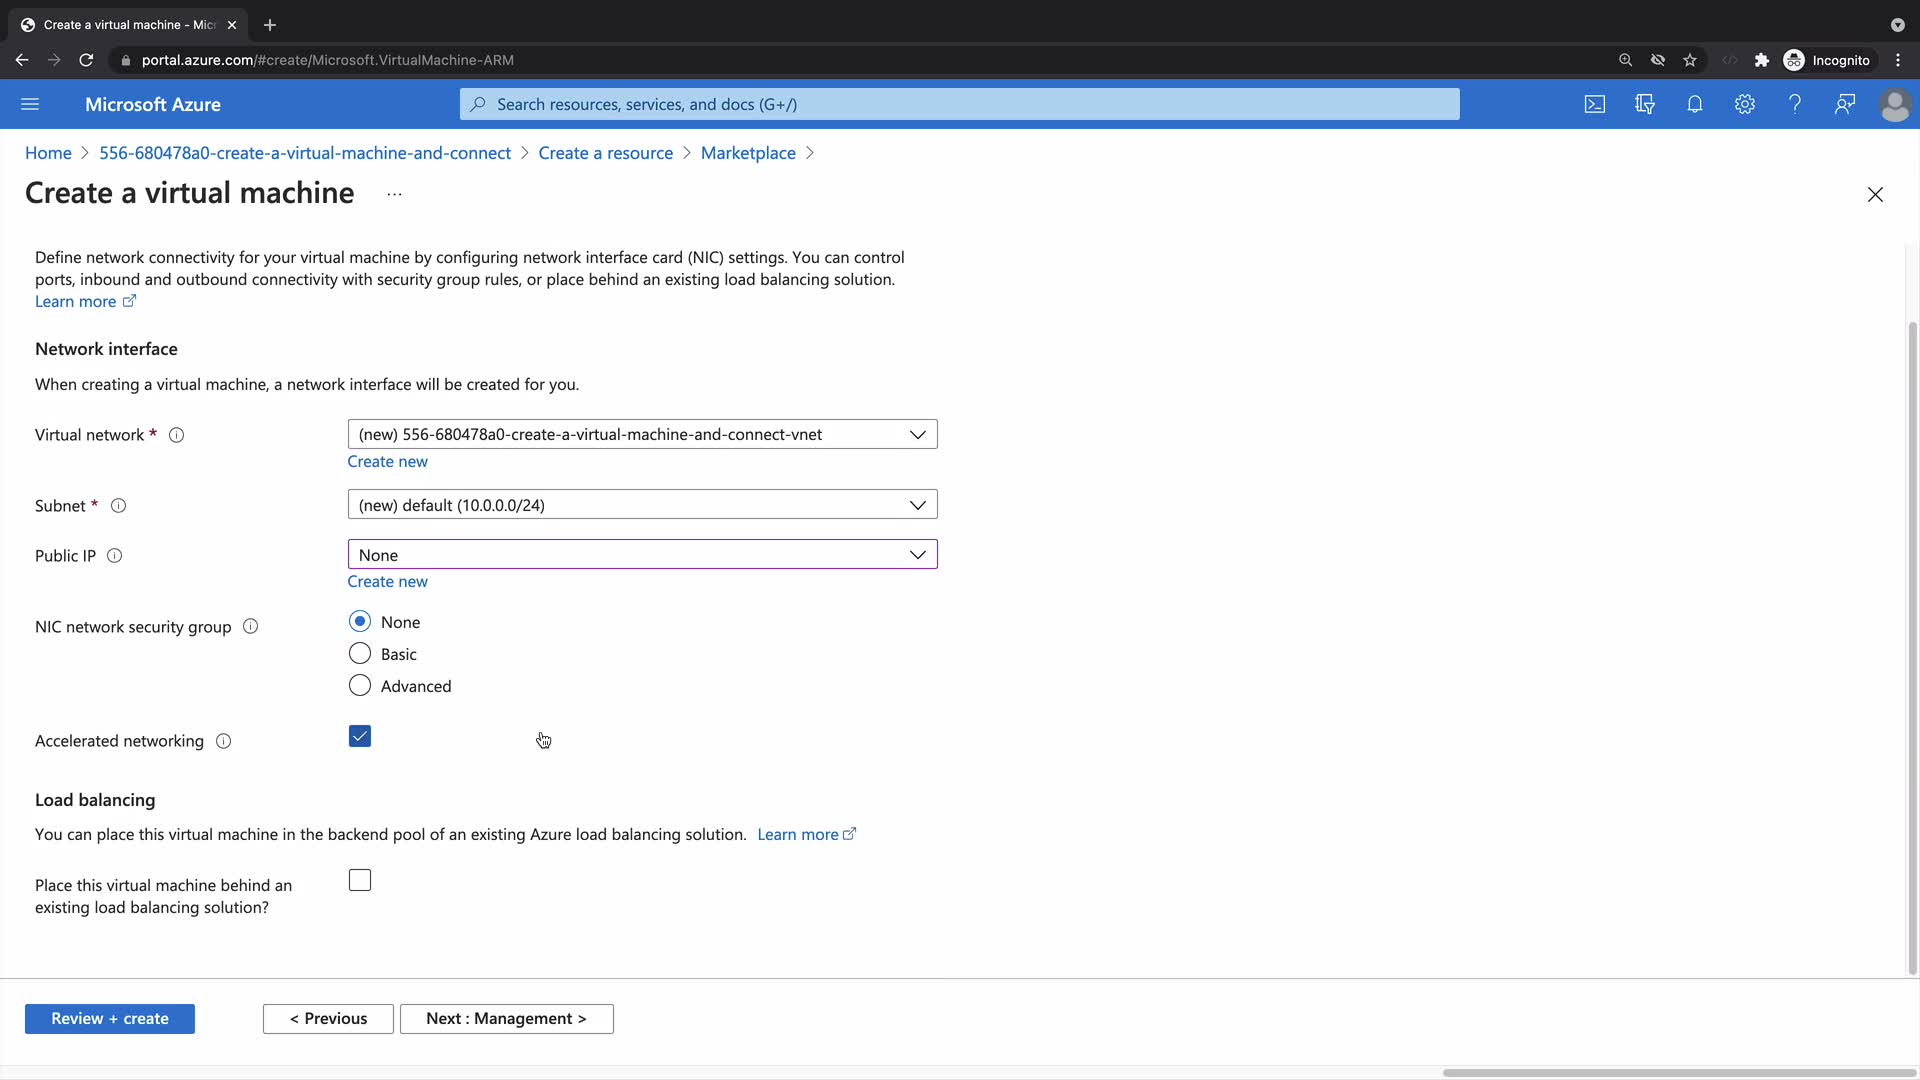 Create a virtual machine - Mic
portal.azure.com/#create/Microsoft.VirtualMachine-ARM
Incognito
Microsoft Azure
Search resources, services, and docs (G+/)
Home > 556-680478a0-create-a-virtual-machine-and-connect > Create a resource > Marketplace >
Create a virtual machine ...
Define network connectivity for your virtual machine by configuring network interface card (NIC) settings. You can control
ports, inbound and outbound connectivity with security group rules, or place behind an existing load balancing solution.
Learn more
Network interface
When creating a virtual machine, a network interface will be created for you.
Virtual network *
(new) 556-680478a0-create-a-virtual-machine-and-connect-vnet
Create new
Subnet *
(new) default (10.0.0.0/24)
Public IP
None
Create new
NIC network security group
None
Basic
Advanced
Accelerated networking
Load balancing
You can place this virtual machine in the backend pool of an existing Azure load balancing solution. Learn more
Place this virtual machine behind an
existing load balancing solution?
Review + create
< Previous
Next : Management >